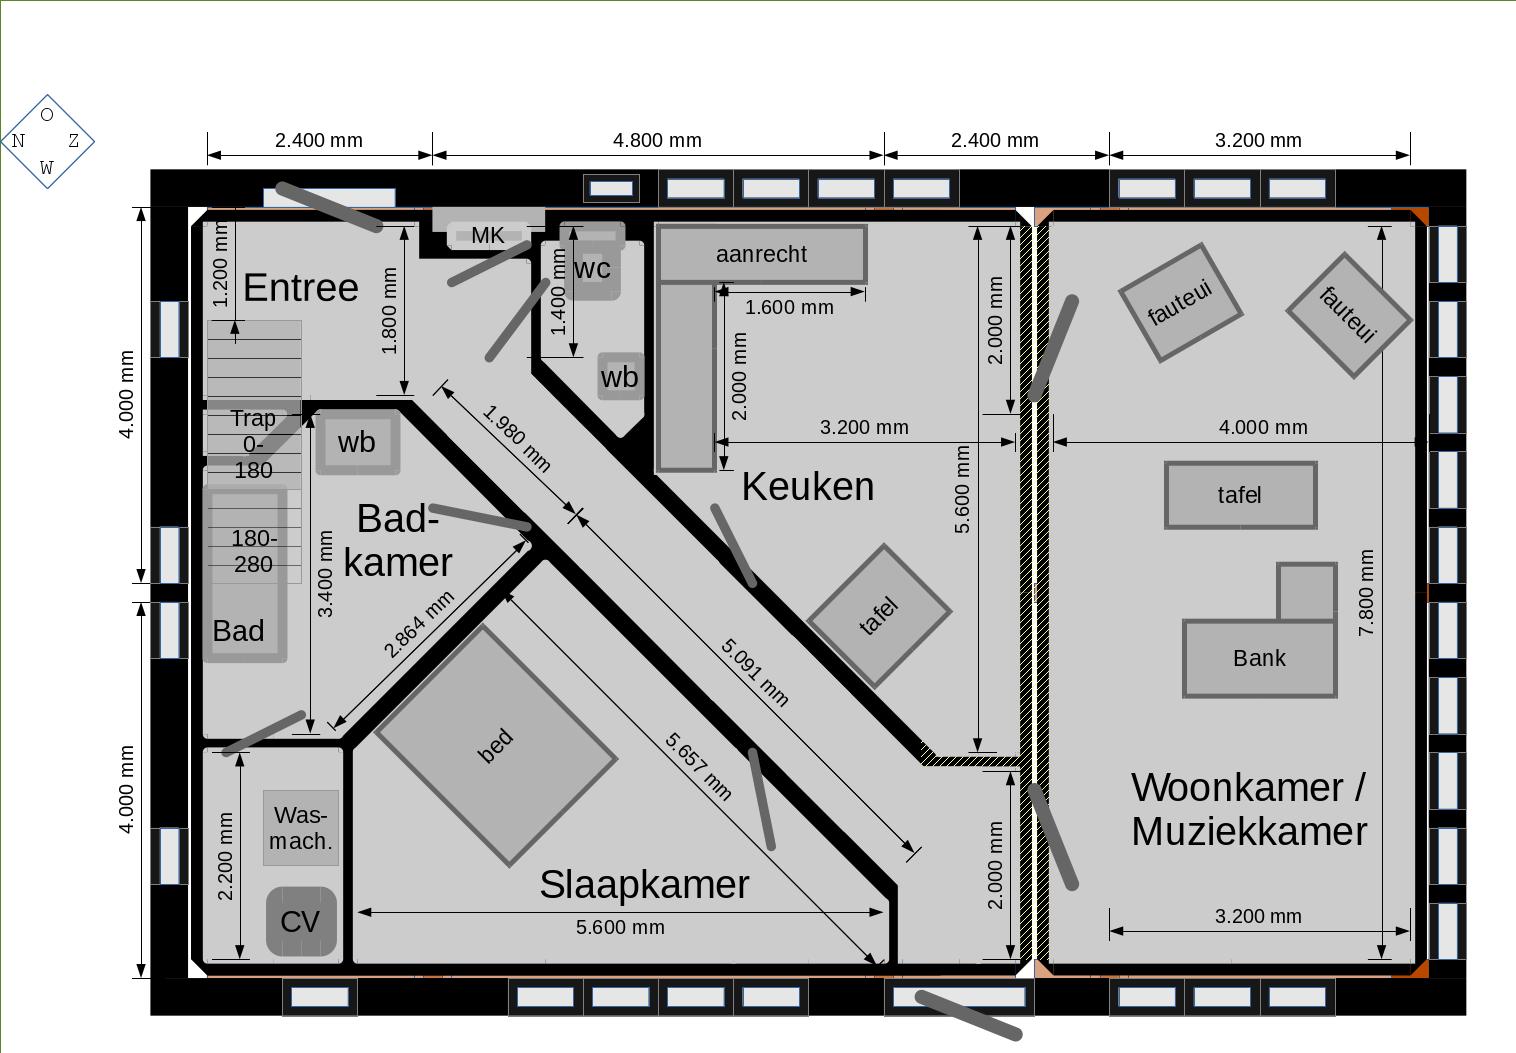 O
N Z
W
2.400 mm
4.800 mm
2.400 mm
3.200 mm
4.000 mm
4.000 mm
1.200 mm
Entree
1.800 mm
MK
1.400 mm
wc
wb
aanrecht
1.600 mm
2.000 mm
3.200 mm
Keuken
5.600 mm
2.000 mm
tafel
fauteui
fauteui
4.000 mm
tafel
Bank
7.800 mm
Woonkamer /
Muziekkamer
3.200 mm
Trap
0-
180
180-
280
Bad
wb
Bad-
kamer
3.400 mm
2.864 mm
1.980 mm
5.091 mm
5.657 mm
bed
Slaapkamer
5.600 mm
2.200 mm
Was-
mach.
CV
2.000 mm